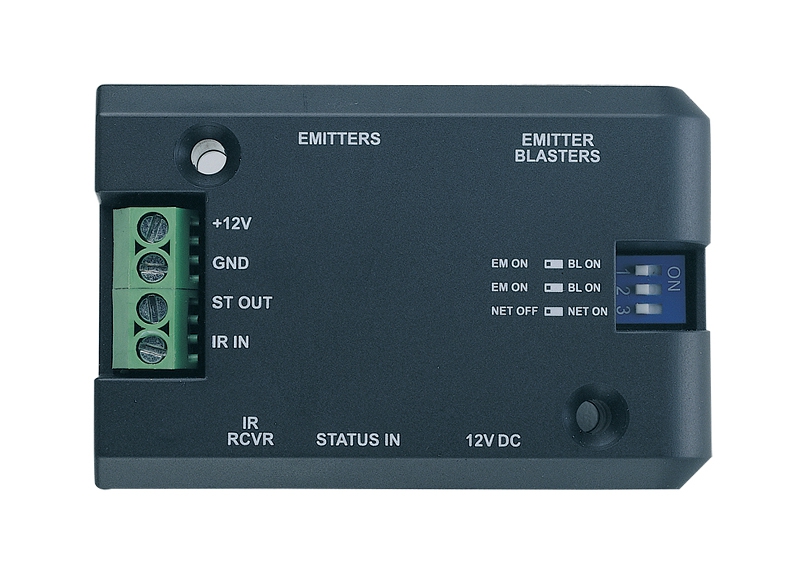 EMITTERS
EMITTER
BLASTERS
+12V
GND
ST OUT
IR IN
EM ON BL ON
EM ON BL ON
NET OFF NET ON
ON
1
2
3
IR
RCVR
STATUS IN
12V DC